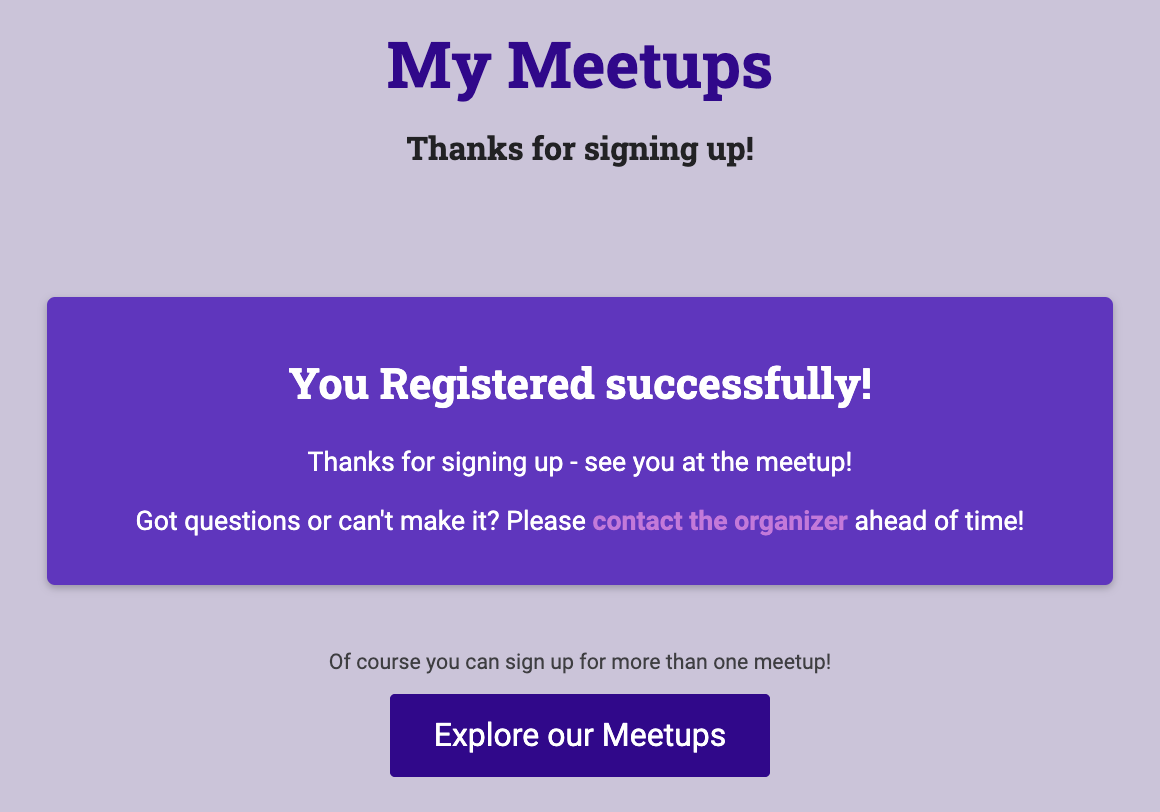 My Meetups
Thanks for signing up!
You Registered successfully!
Thanks for signing up - see you at the meetup!
Got questions or can't make it? Please contact the organizer ahead of time!
Of course you can sign up for more than one meetup!
Explore our Meetups